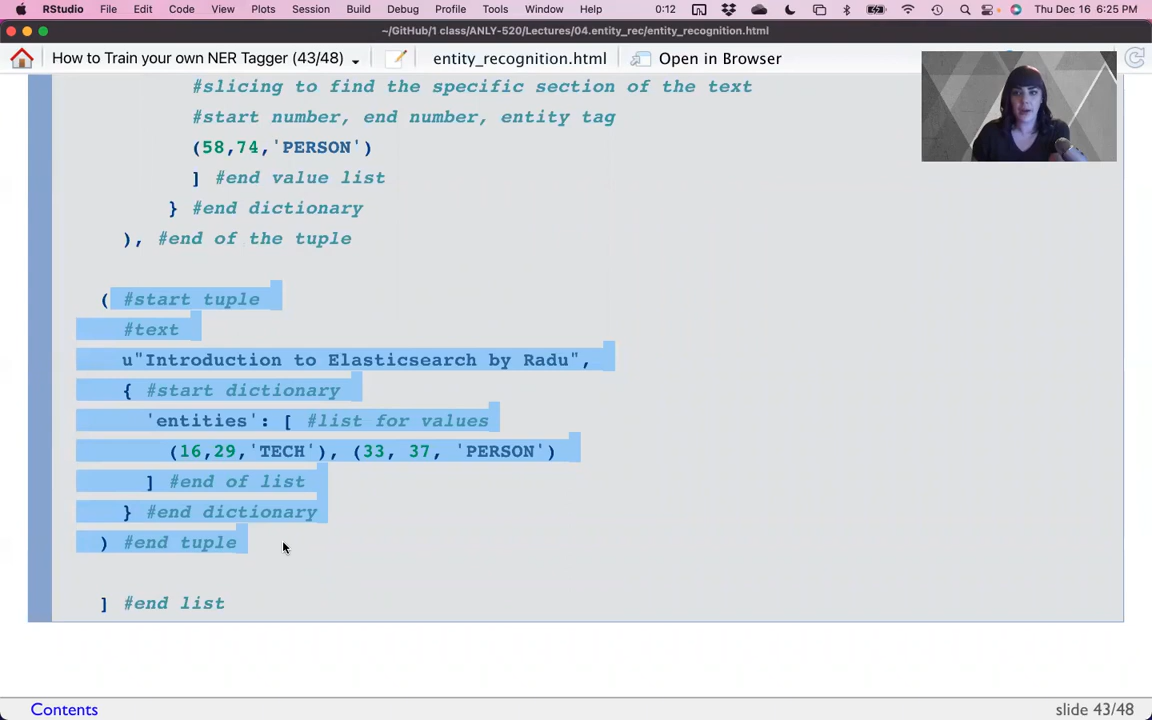 RStudio File Edit Code View Plots Session Build Debug Profile Tools Window Help 0:12 Thu Dec 16 6:25 PM
~/GitHub/1 class/ANLY-520/Lectures/04.entity_rec/entity_recognition.html
How to Train your own NER Tagger (43/48) entity_recognition.html Open in Browser
#slicing to find the specific section of the text
#start number, end number, entity tag
(58,74,'PERSON')
] #end value list
} #end dictionary
), #end of the tuple
( #start tuple
#text
u"Introduction to Elasticsearch by Radu",
{ #start dictionary
'entities': [ #list for values
(16,29,'TECH'), (33, 37, 'PERSON')
] #end of list
} #end dictionary
) #end tuple
] #end list
Contents slide 43/48